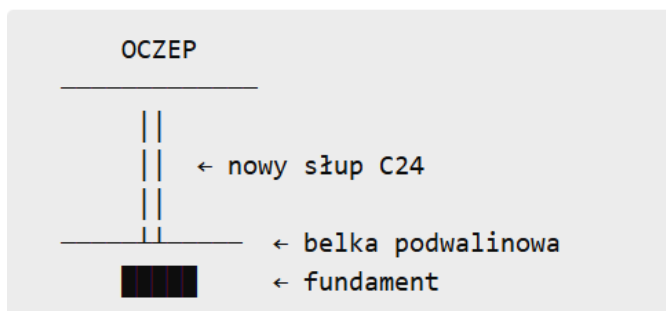 OCZEP
← nowy słup C24
← belka podwalinowa
← fundament